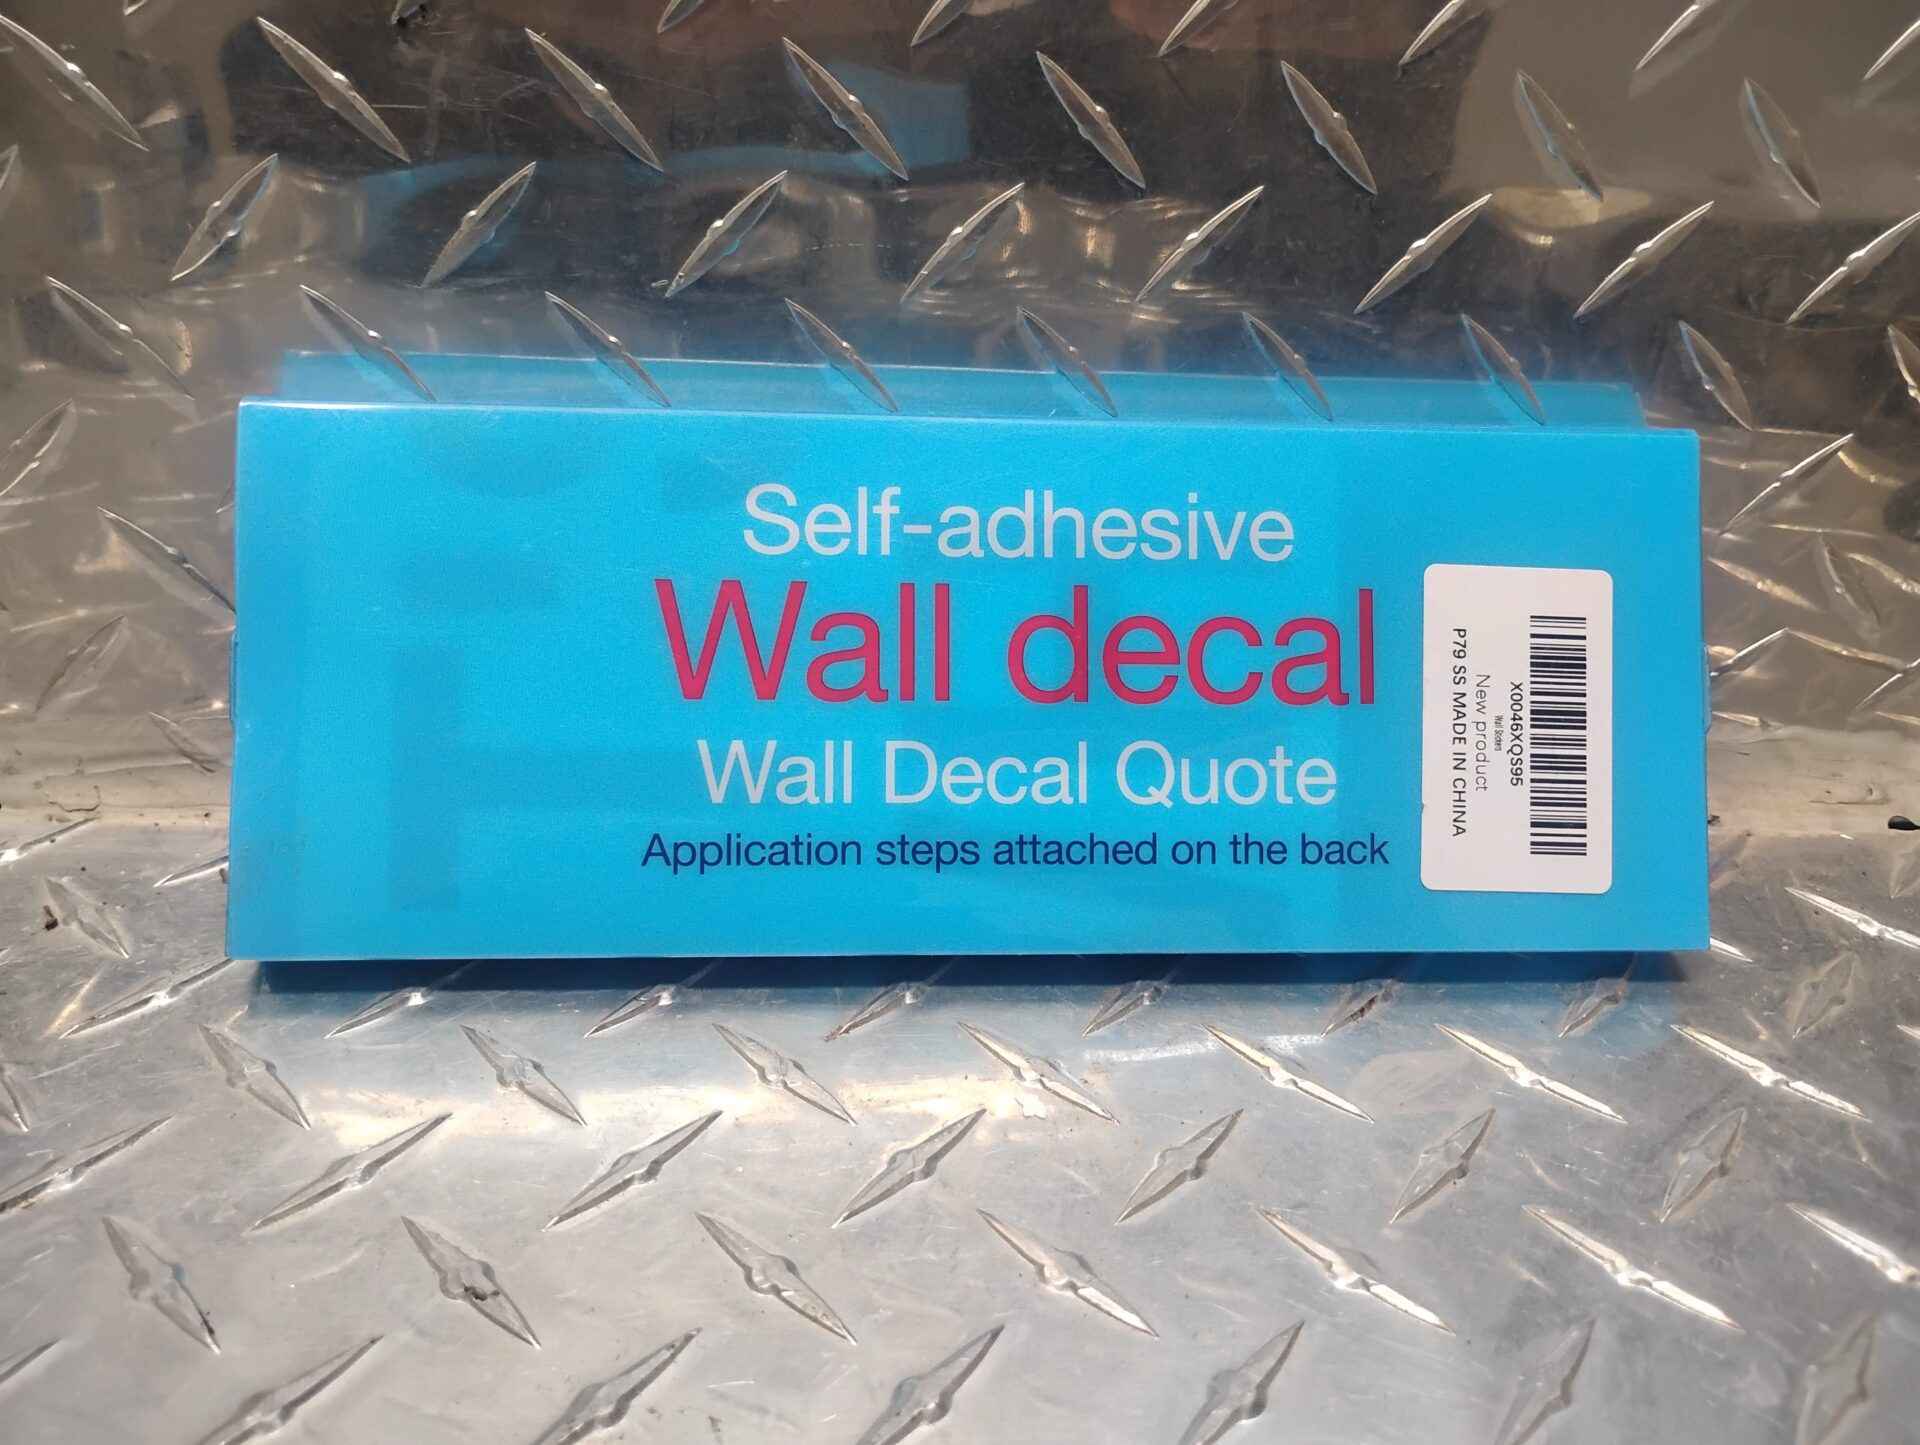 Self-adhesive
Wall decal
Wall Decal Quote
Application steps attached on the back
X0046XQS95
Wall Stickers
New product
P79 SS MADE IN CHINA